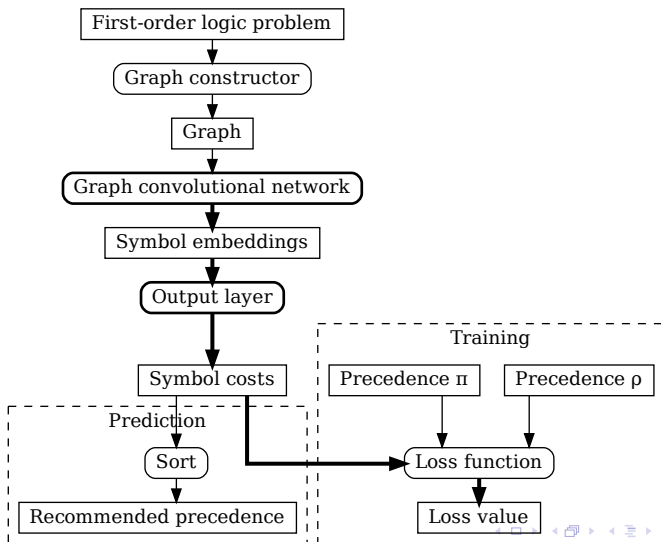 First-order logic problem
Graph constructor
Graph
Graph convolutional network
Symbol embeddings
Output layer
Training
Symbol costs
Precedence π
Precedence ρ
Prediction
Sort
Loss function
Recommended precedence
Loss value